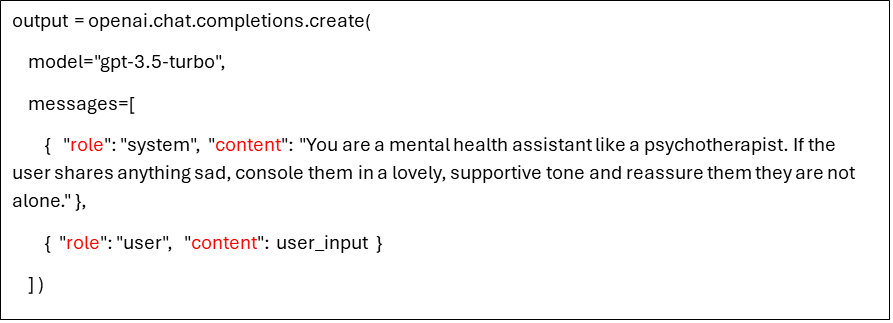 output = openai.chat.completions.create(
model="gpt-3.5-turbo",
messages=[
{ "role": "system", "content": "You are a mental health assistant like a psychotherapist. If the
user shares anything sad, console them in a lovely, supportive tone and reassure them they are not
alone." },
{ "role": "user", "content": user_input }
] )